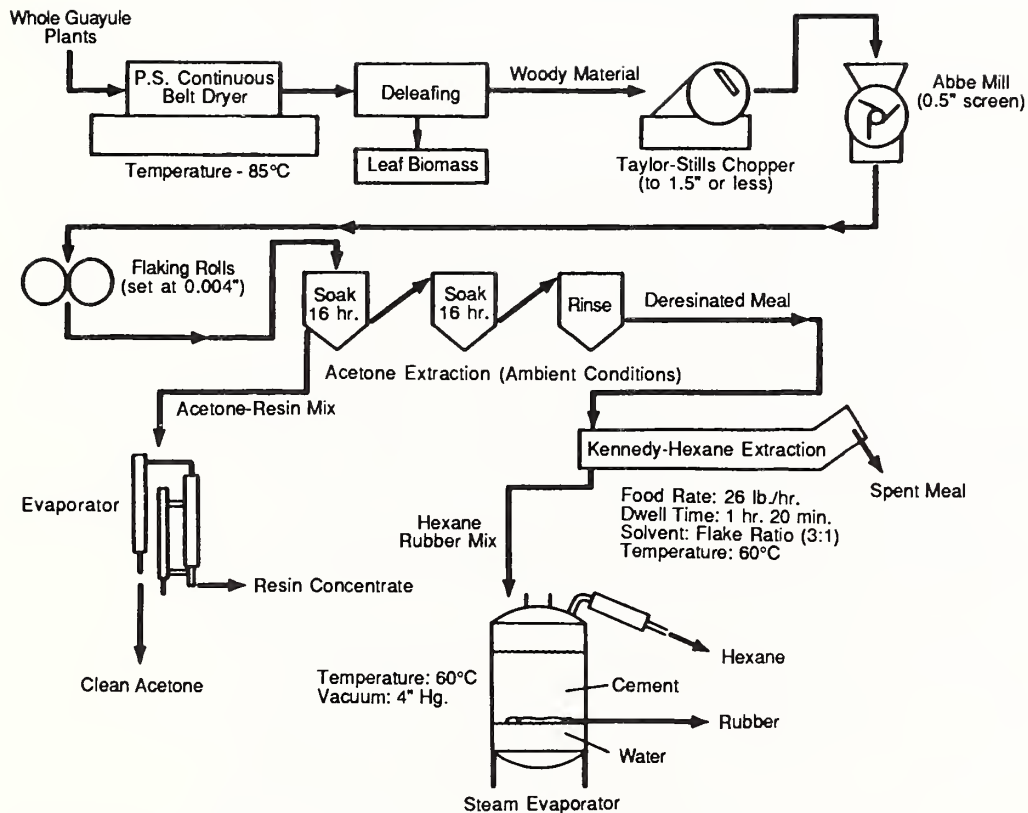 Whole Guayule
Plants
P.S. Continuous
Belt Dryer
Temperature - 85°C
Deleafing
Leaf Biomass
Woody Material
Taylor-Stills Chopper
(to 1.5" or less)
Abbe Mill
(0.5" screen)
Flaking Rolls
(set at 0.004")
Soak
16 hr.
Soak
16 hr.
Rinse
Deresinated Meal
Acetone Extraction (Ambient Conditions)
Acetone-Resin Mix
Evaporator
Resin Concentrate
Clean Acetone
Kennedy-Hexane Extraction
Spent Meal
Food Rate: 26 lb./hr.
Dwell Time: 1 hr. 20 min.
Solvent: Flake Ratio (3:1)
Temperature: 60°C
Hexane
Rubber Mix
Temperature: 60°C
Vacuum: 4" Hg.
Hexane
Cement
Rubber
Water
Steam Evaporator